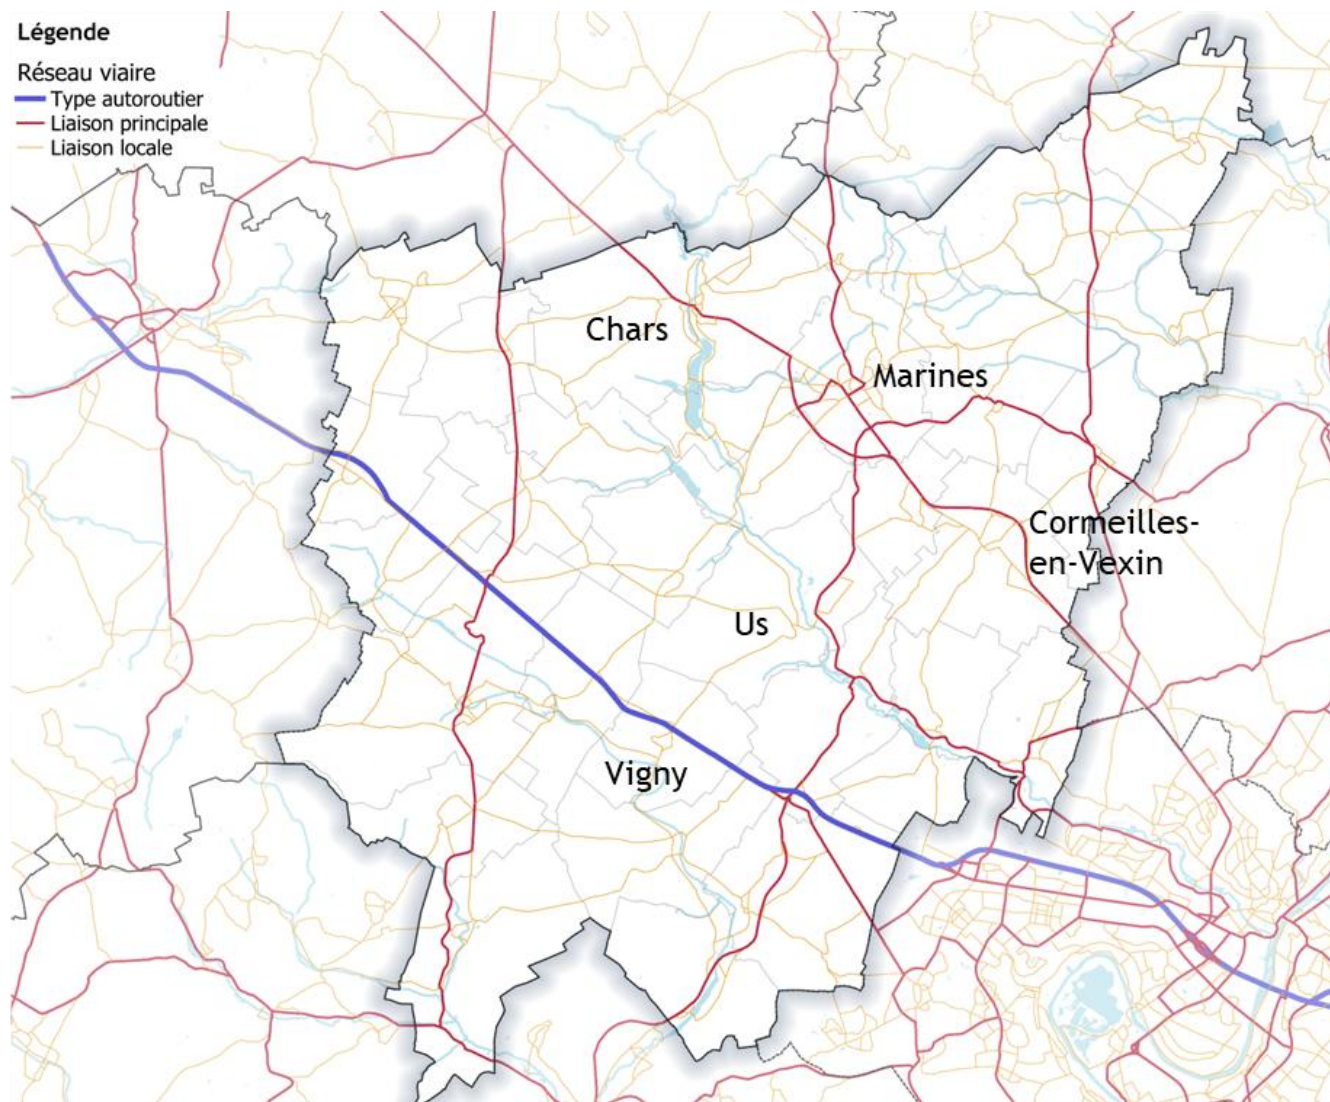 Légende
Réseau viaire
Type autoroutier
Liaison principale
Liaison locale
Chars
Marines
Cormeilles-
en-Vexin
Us
Vigny